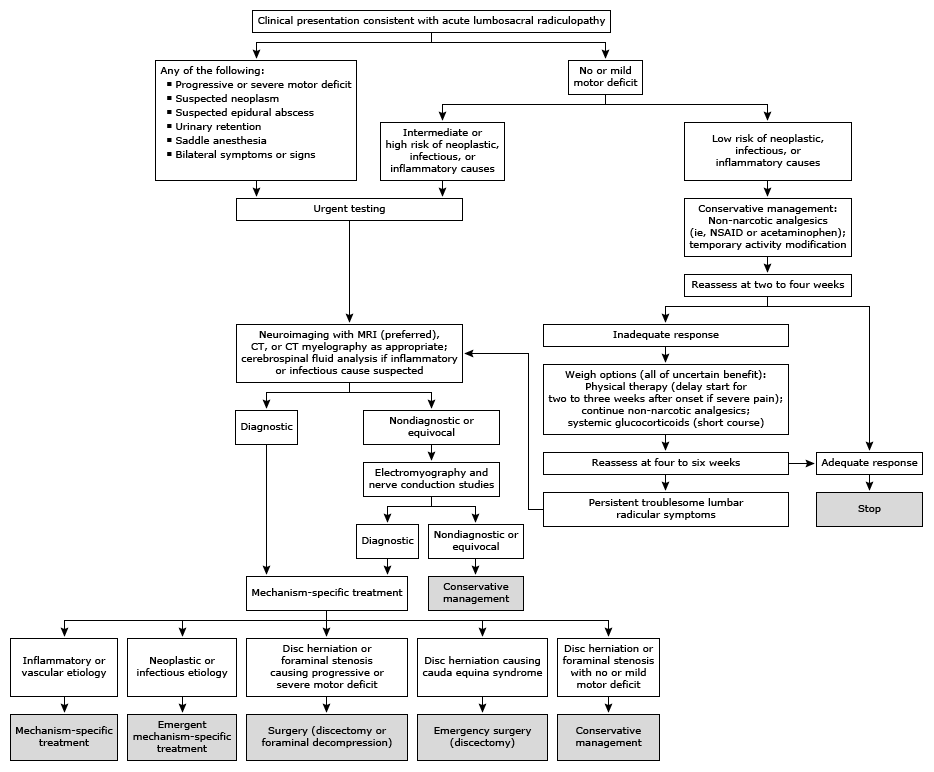 Clinical presentation consistent with acute lumbosacral radiculopathy
Any of the following:
▪ Progressive or severe motor deficit
▪ Suspected neoplasm
▪ Suspected epidural abscess
▪ Urinary retention
▪ Saddle anesthesia
▪ Bilateral symptoms or signs
No or mild
motor deficit
Intermediate or
high risk of neoplastic,
infectious, or
inflammatory causes
Low risk of neoplastic,
infectious, or
inflammatory causes
Urgent testing
Conservative management:
Non-narcotic analgesics
(ie, NSAID or acetaminophen);
temporary activity modification
Reassess at two to four weeks
Neuroimaging with MRI (preferred),
CT, or CT myelography as appropriate;
cerebrospinal fluid analysis if inflammatory
or infectious cause suspected
Inadequate response
Weigh options (all of uncertain benefit):
Physical therapy (delay start for
two to three weeks after onset if severe pain);
continue non-narcotic analgesics;
systemic glucocorticoids (short course)
Diagnostic
Nondiagnostic or
equivocal
Reassess at four to six weeks
Adequate response
Electromyography and
nerve conduction studies
Persistent troublesome lumbar
radicular symptoms
Stop
Diagnostic
Nondiagnostic or
equivocal
Mechanism-specific treatment
Conservative
management
Inflammatory or
vascular etiology
Neoplastic or
infectious etiology
Disc herniation or
foraminal stenosis
causing progressive or
severe motor deficit
Disc herniation causing
cauda equina syndrome
Disc herniation or
foraminal stenosis
with no or mild
motor deficit
Mechanism-specific
treatment
Emergent
mechanism-specific
treatment
Surgery (discectomy or
foraminal decompression)
Emergency surgery
(discectomy)
Conservative
management